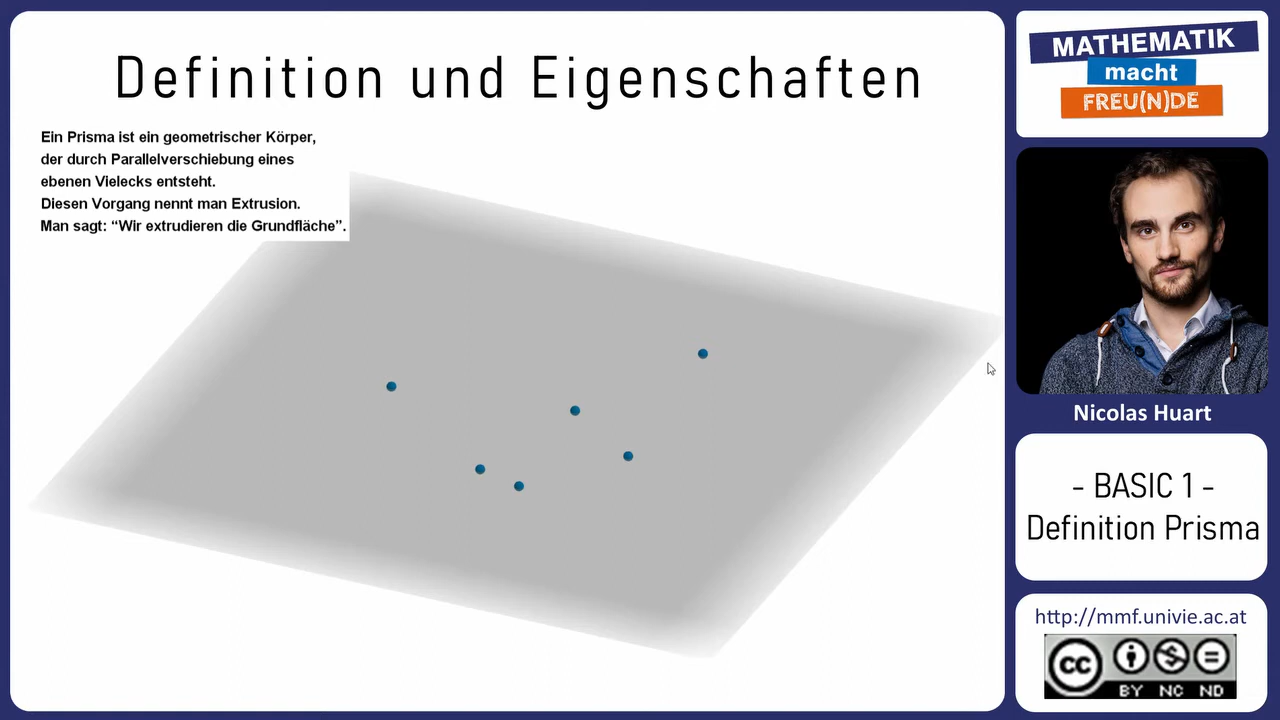 Definition und Eigenschaften
Ein Prisma ist ein geometrischer Körper,
der durch Parallelverschiebung eines
ebenen Vielecks entsteht.
Diesen Vorgang nennt man Extrusion.
Man sagt: “Wir extrudieren die Grundfläche”.
MATHEMATIK
macht
FREU(N)DE
Nicolas Huart
- BASIC 1 -
Definition Prisma
http://mmf.univie.ac.at
cc
BY NC ND